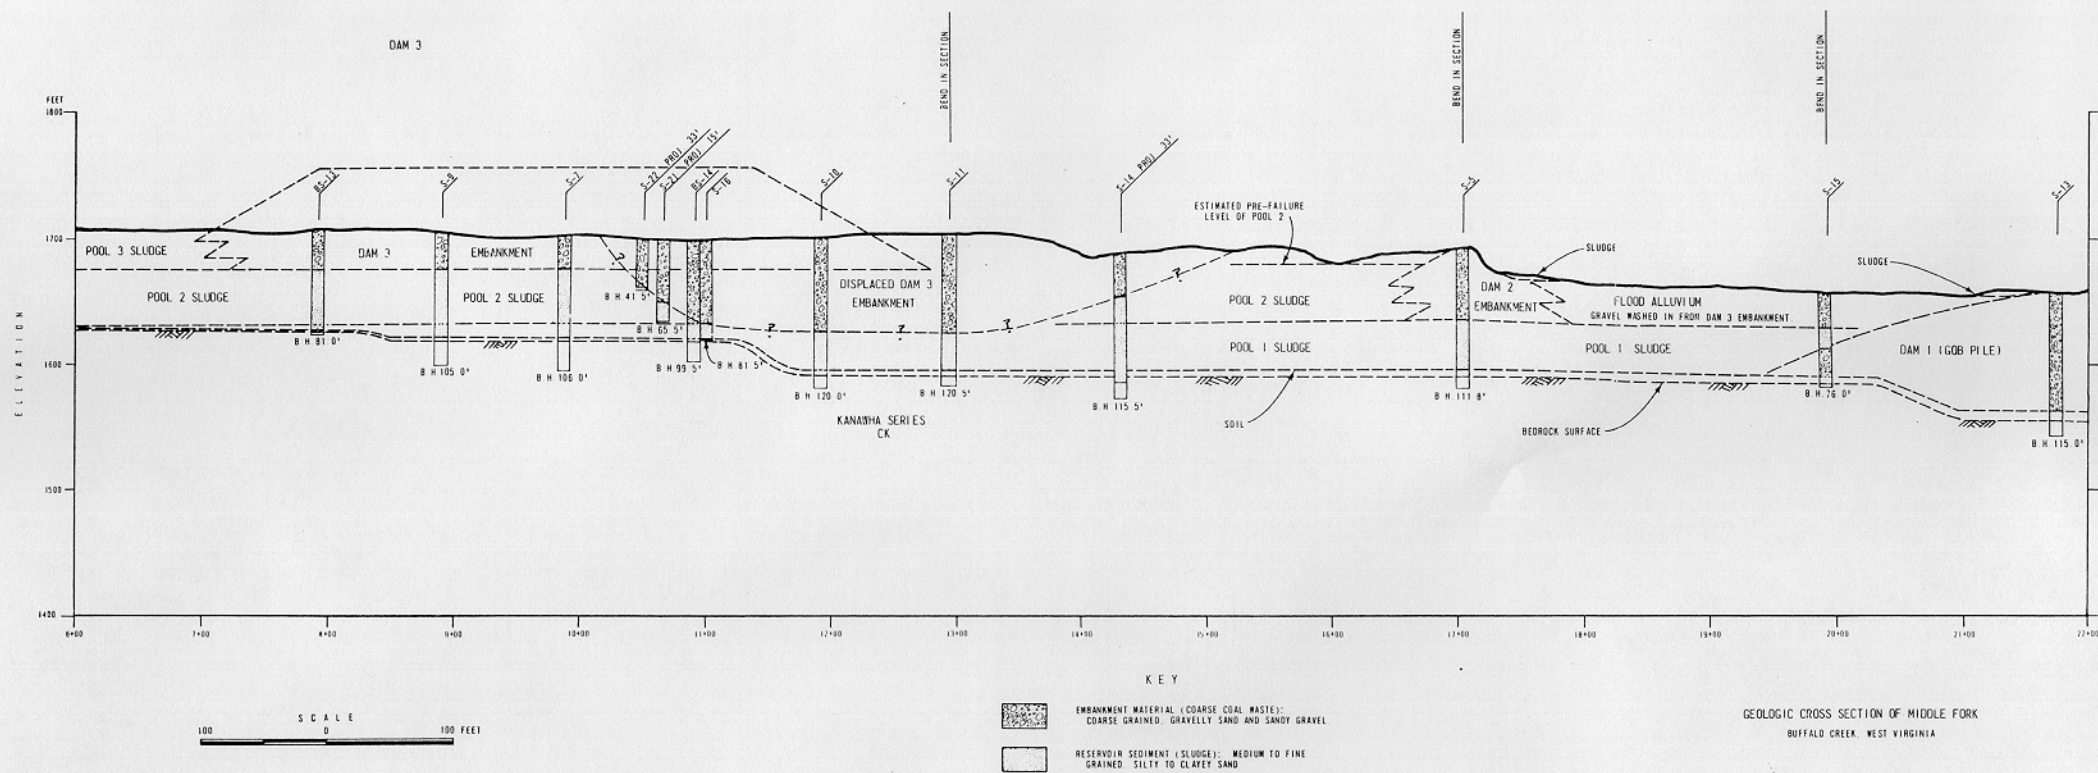 DAM 3
BEND IN SECTION
BEND IN SECTION
BEND IN SECTION
FEET
1800
1700
1600
1500
1400
ELEVATION
BS-13
S-7
S-22 PROJ 33'
S-21 PROJ 15'
BS-14
S-16
S-10
S-11
S-14 PROJ 33'
S-5
S-15
S-13
ESTIMATED PRE-FAILURE
LEVEL OF POOL 2
SLUDGE
SLUDGE
POOL 3 SLUDGE
DAM 3
EMBANKMENT
?
POOL 2 SLUDGE
POOL 2 SLUDGE
DISPLACED DAM 3
EMBANKMENT
?
?
?
?
POOL 2 SLUDGE
DAM 2
EMBANKMENT
FLOOD ALLUVIUM
GRAVEL WASHED IN FROM DAM 3 EMBANKMENT
POOL 1 SLUDGE
POOL 1 SLUDGE
DAM 1 (GOB PILE)
B H 81 0'
B H 105 0'
B H 106 0'
B H 41 5'
B H 65 5'
B H 99 5'
B H 81 5'
B H 120 0'
B H 120 5'
B H 115 5'
B H 111 8'
B H 76 0'
B H 115 0'
KANAWHA SERIES
CK
SOIL
BEDROCK SURFACE
6+00 7+00 8+00 9+00 10+00 11+00 12+00 13+00 14+00 15+00 16+00 17+00 18+00 19+00 20+00 21+00 22+00
KEY
SCALE
100 0 100 FEET
EMBANKMENT MATERIAL (COARSE COAL WASTE):
COARSE GRAINED, GRAVELLY SAND AND SANDY GRAVEL
RESERVOIR SEDIMENT (SLUDGE): MEDIUM TO FINE
GRAINED SILTY TO CLAYEY SAND
GEOLOGIC CROSS SECTION OF MIDDLE FORK
BUFFALO CREEK, WEST VIRGINIA